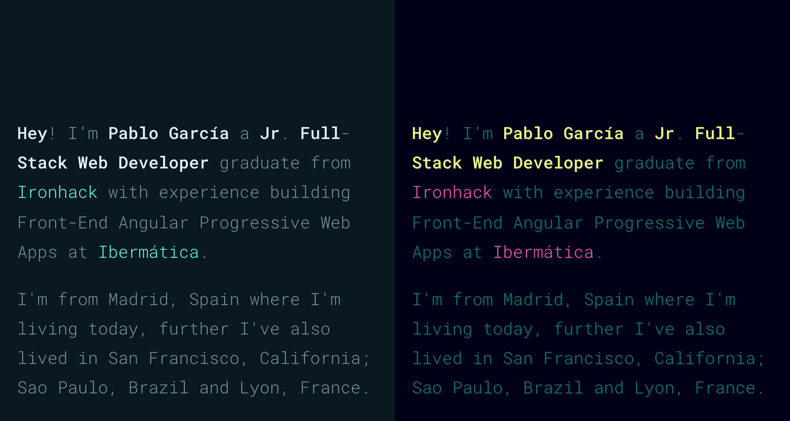 Hey! I'm Pablo García a Jr. Full-
Stack Web Developer graduate from
Ironhack with experience building
Front-End Angular Progressive Web
Apps at Ibermática.
I'm from Madrid, Spain where I'm
living today, further I've also
lived in San Francisco, California;
Sao Paulo, Brazil and Lyon, France.
Hey! I'm Pablo García a Jr. Full-
Stack Web Developer graduate from
Ironhack with experience building
Front-End Angular Progressive Web
Apps at Ibermática.
I'm from Madrid, Spain where I'm
living today, further I've also
lived in San Francisco, California;
Sao Paulo, Brazil and Lyon, France.